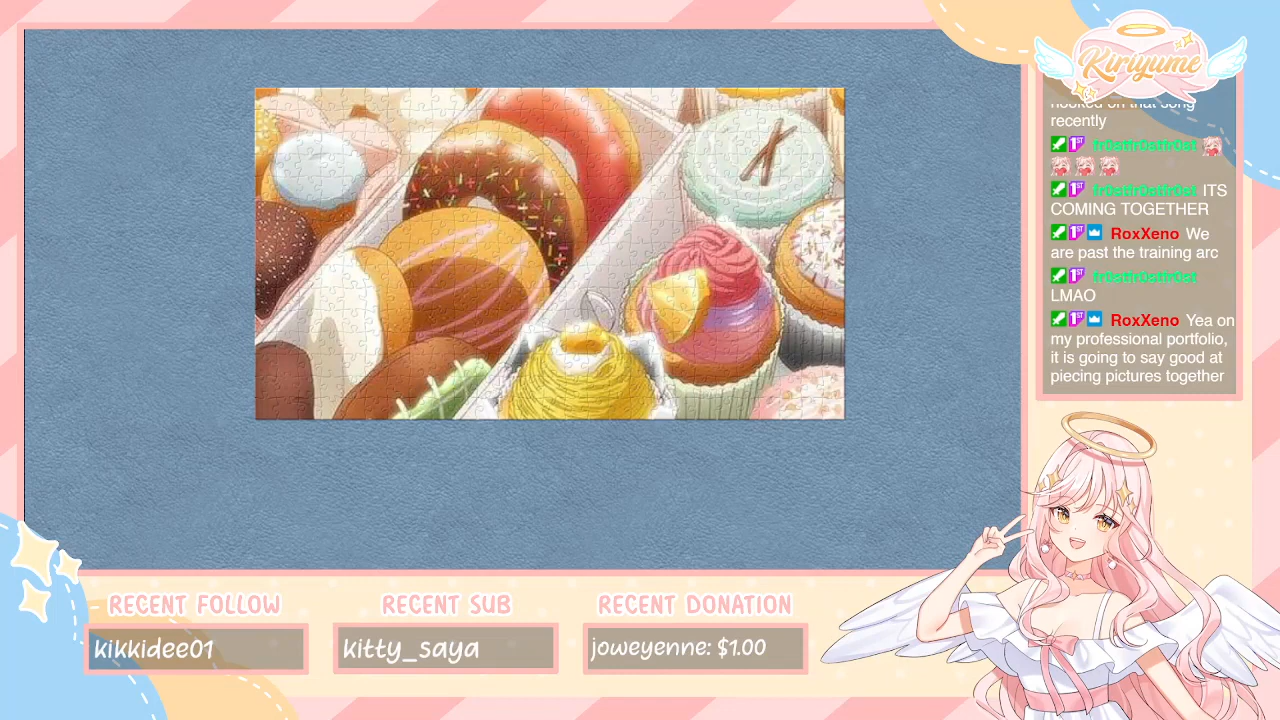 Kiriyume
hooked on that song
recently
fr0stfr0stfr0st
fr0stfr0stfr0st ITS
COMING TOGETHER
RoxXeno We
are past the training arc
fr0stfr0stfr0st
LMAO
RoxXeno Yea on
my professional portfolio,
it is going to say good at
piecing pictures together
RECENT FOLLOW
kikkidee01
RECENT SUB
kitty_saya
RECENT DONATION
joweyenne: $1.00